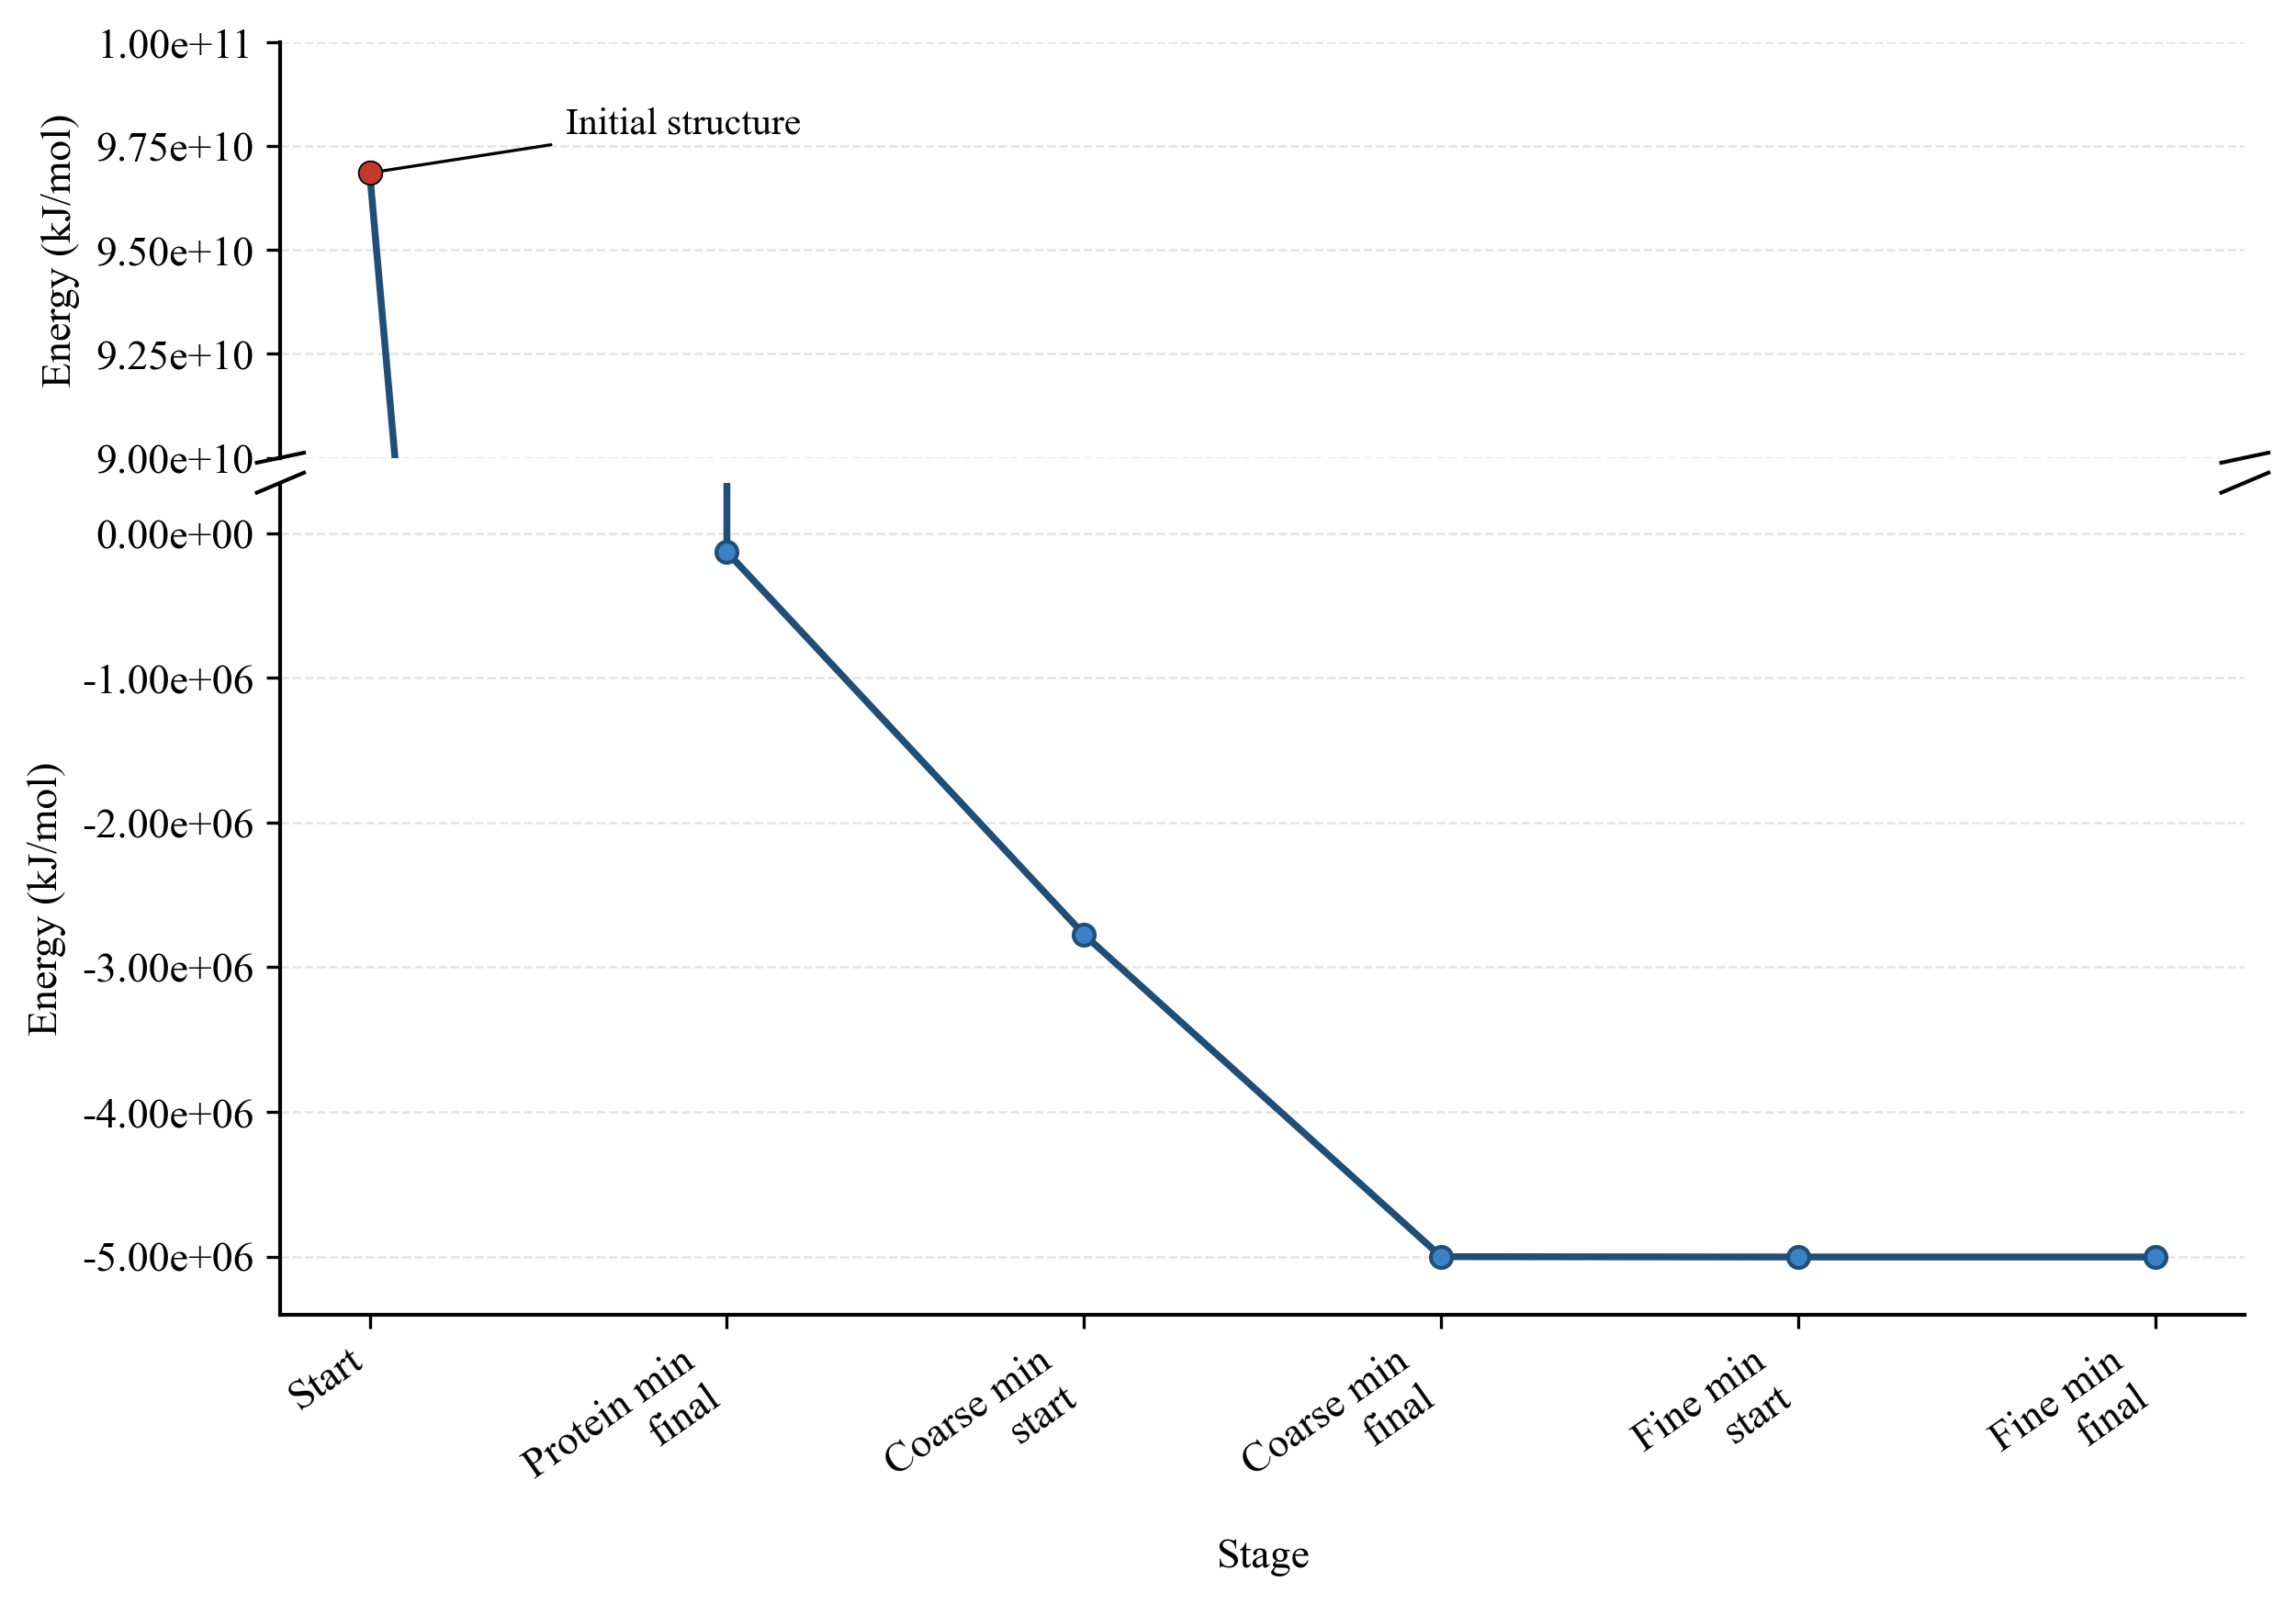 1.00e+11
Initial structure
9.75e+10
9.50e+10
9.25e+10
9.00e+10
Energy (kJ/mol)
0.00e+00
-1.00e+06
-2.00e+06
-3.00e+06
-4.00e+06
-5.00e+06
Energy (kJ/mol)
Start
Protein min
final
Coarse min
start
Coarse min
final
Fine min
start
Fine min
final
Stage